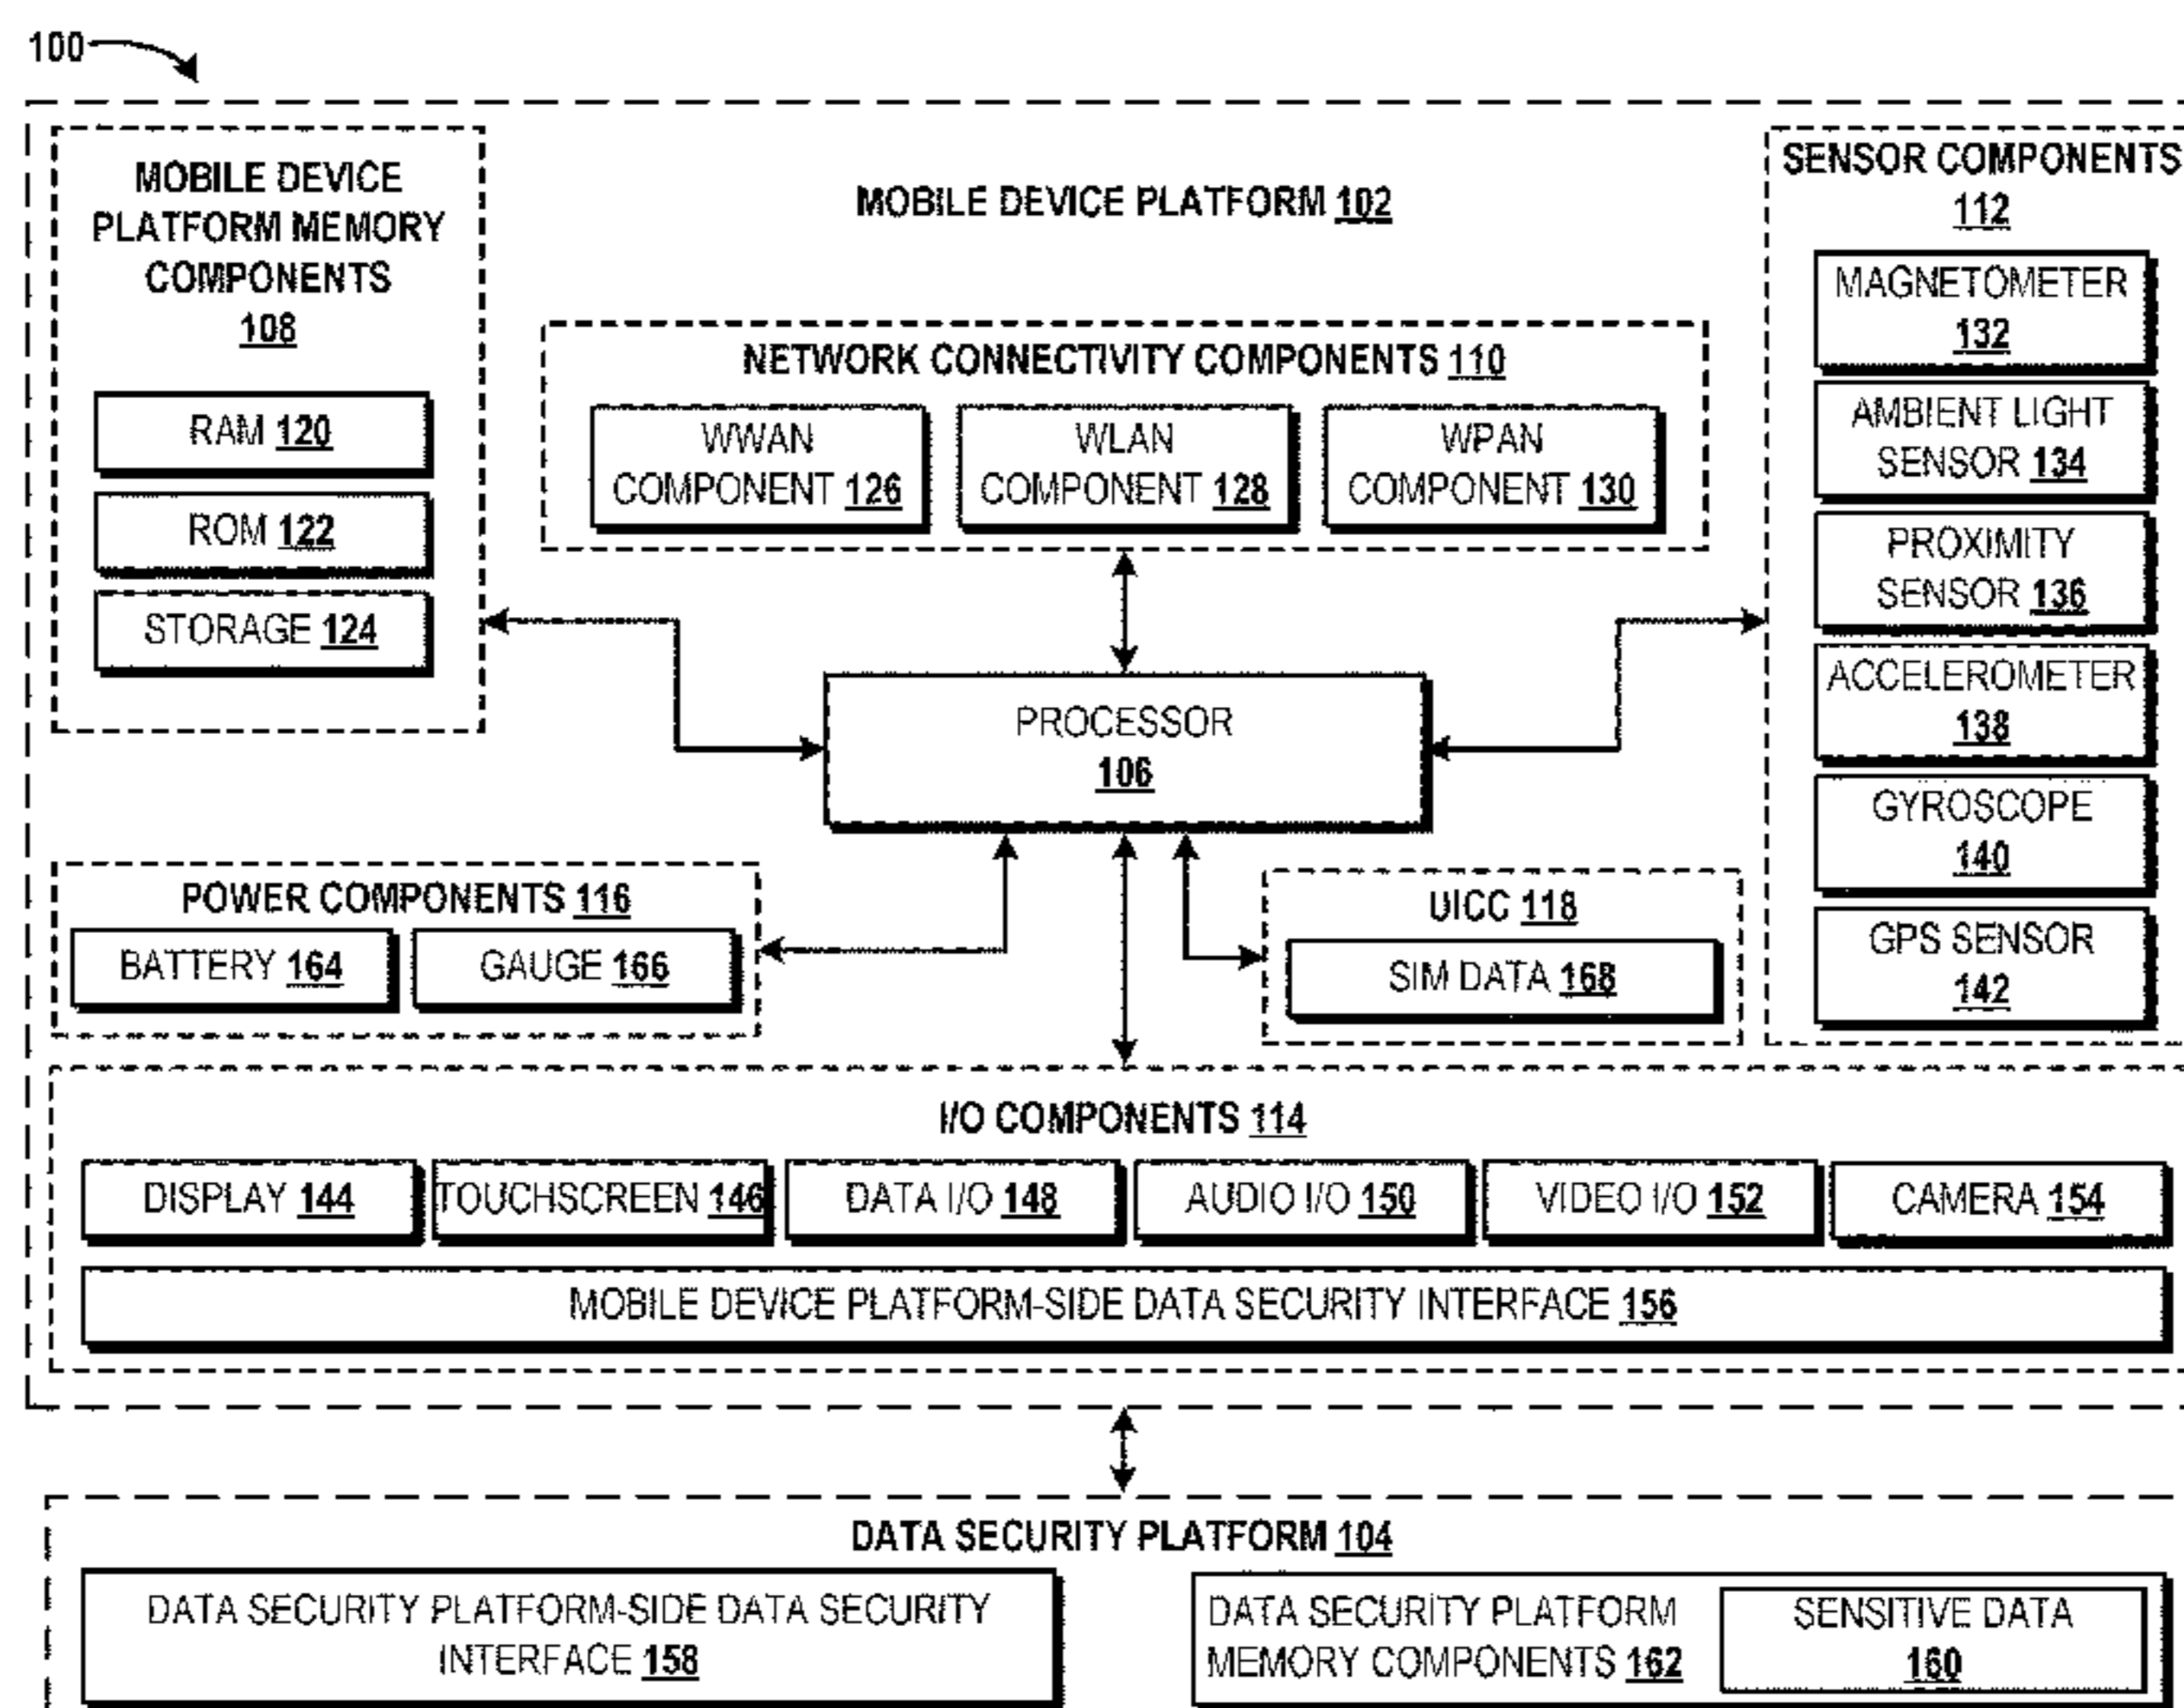 100
MOBILE DEVICE
PLATFORM MEMORY
COMPONENTS
108
RAM 120
ROM 122
STORAGE 124
MOBILE DEVICE PLATFORM 102
NETWORK CONNECTIVITY COMPONENTS 110
WWAN
COMPONENT 126
WLAN
COMPONENT 128
WPAN
COMPONENT 130
SENSOR COMPONENTS
112
MAGNETOMETER
132
AMBIENT LIGHT
SENSOR 134
PROXIMITY
SENSOR 136
ACCELEROMETER
138
GYROSCOPE
140
GPS SENSOR
142
PROCESSOR
106
POWER COMPONENTS 116
BATTERY 164
GAUGE 166
UICC 118
SIM DATA 168
I/O COMPONENTS 114
DISPLAY 144
TOUCHSCREEN 146
DATA I/O 148
AUDIO I/O 150
VIDEO I/O 152
CAMERA 154
MOBILE DEVICE PLATFORM-SIDE DATA SECURITY INTERFACE 156
DATA SECURITY PLATFORM 104
DATA SECURITY PLATFORM-SIDE DATA SECURITY
INTERFACE 158
DATA SECURITY PLATFORM
MEMORY COMPONENTS 162
SENSITIVE DATA
160